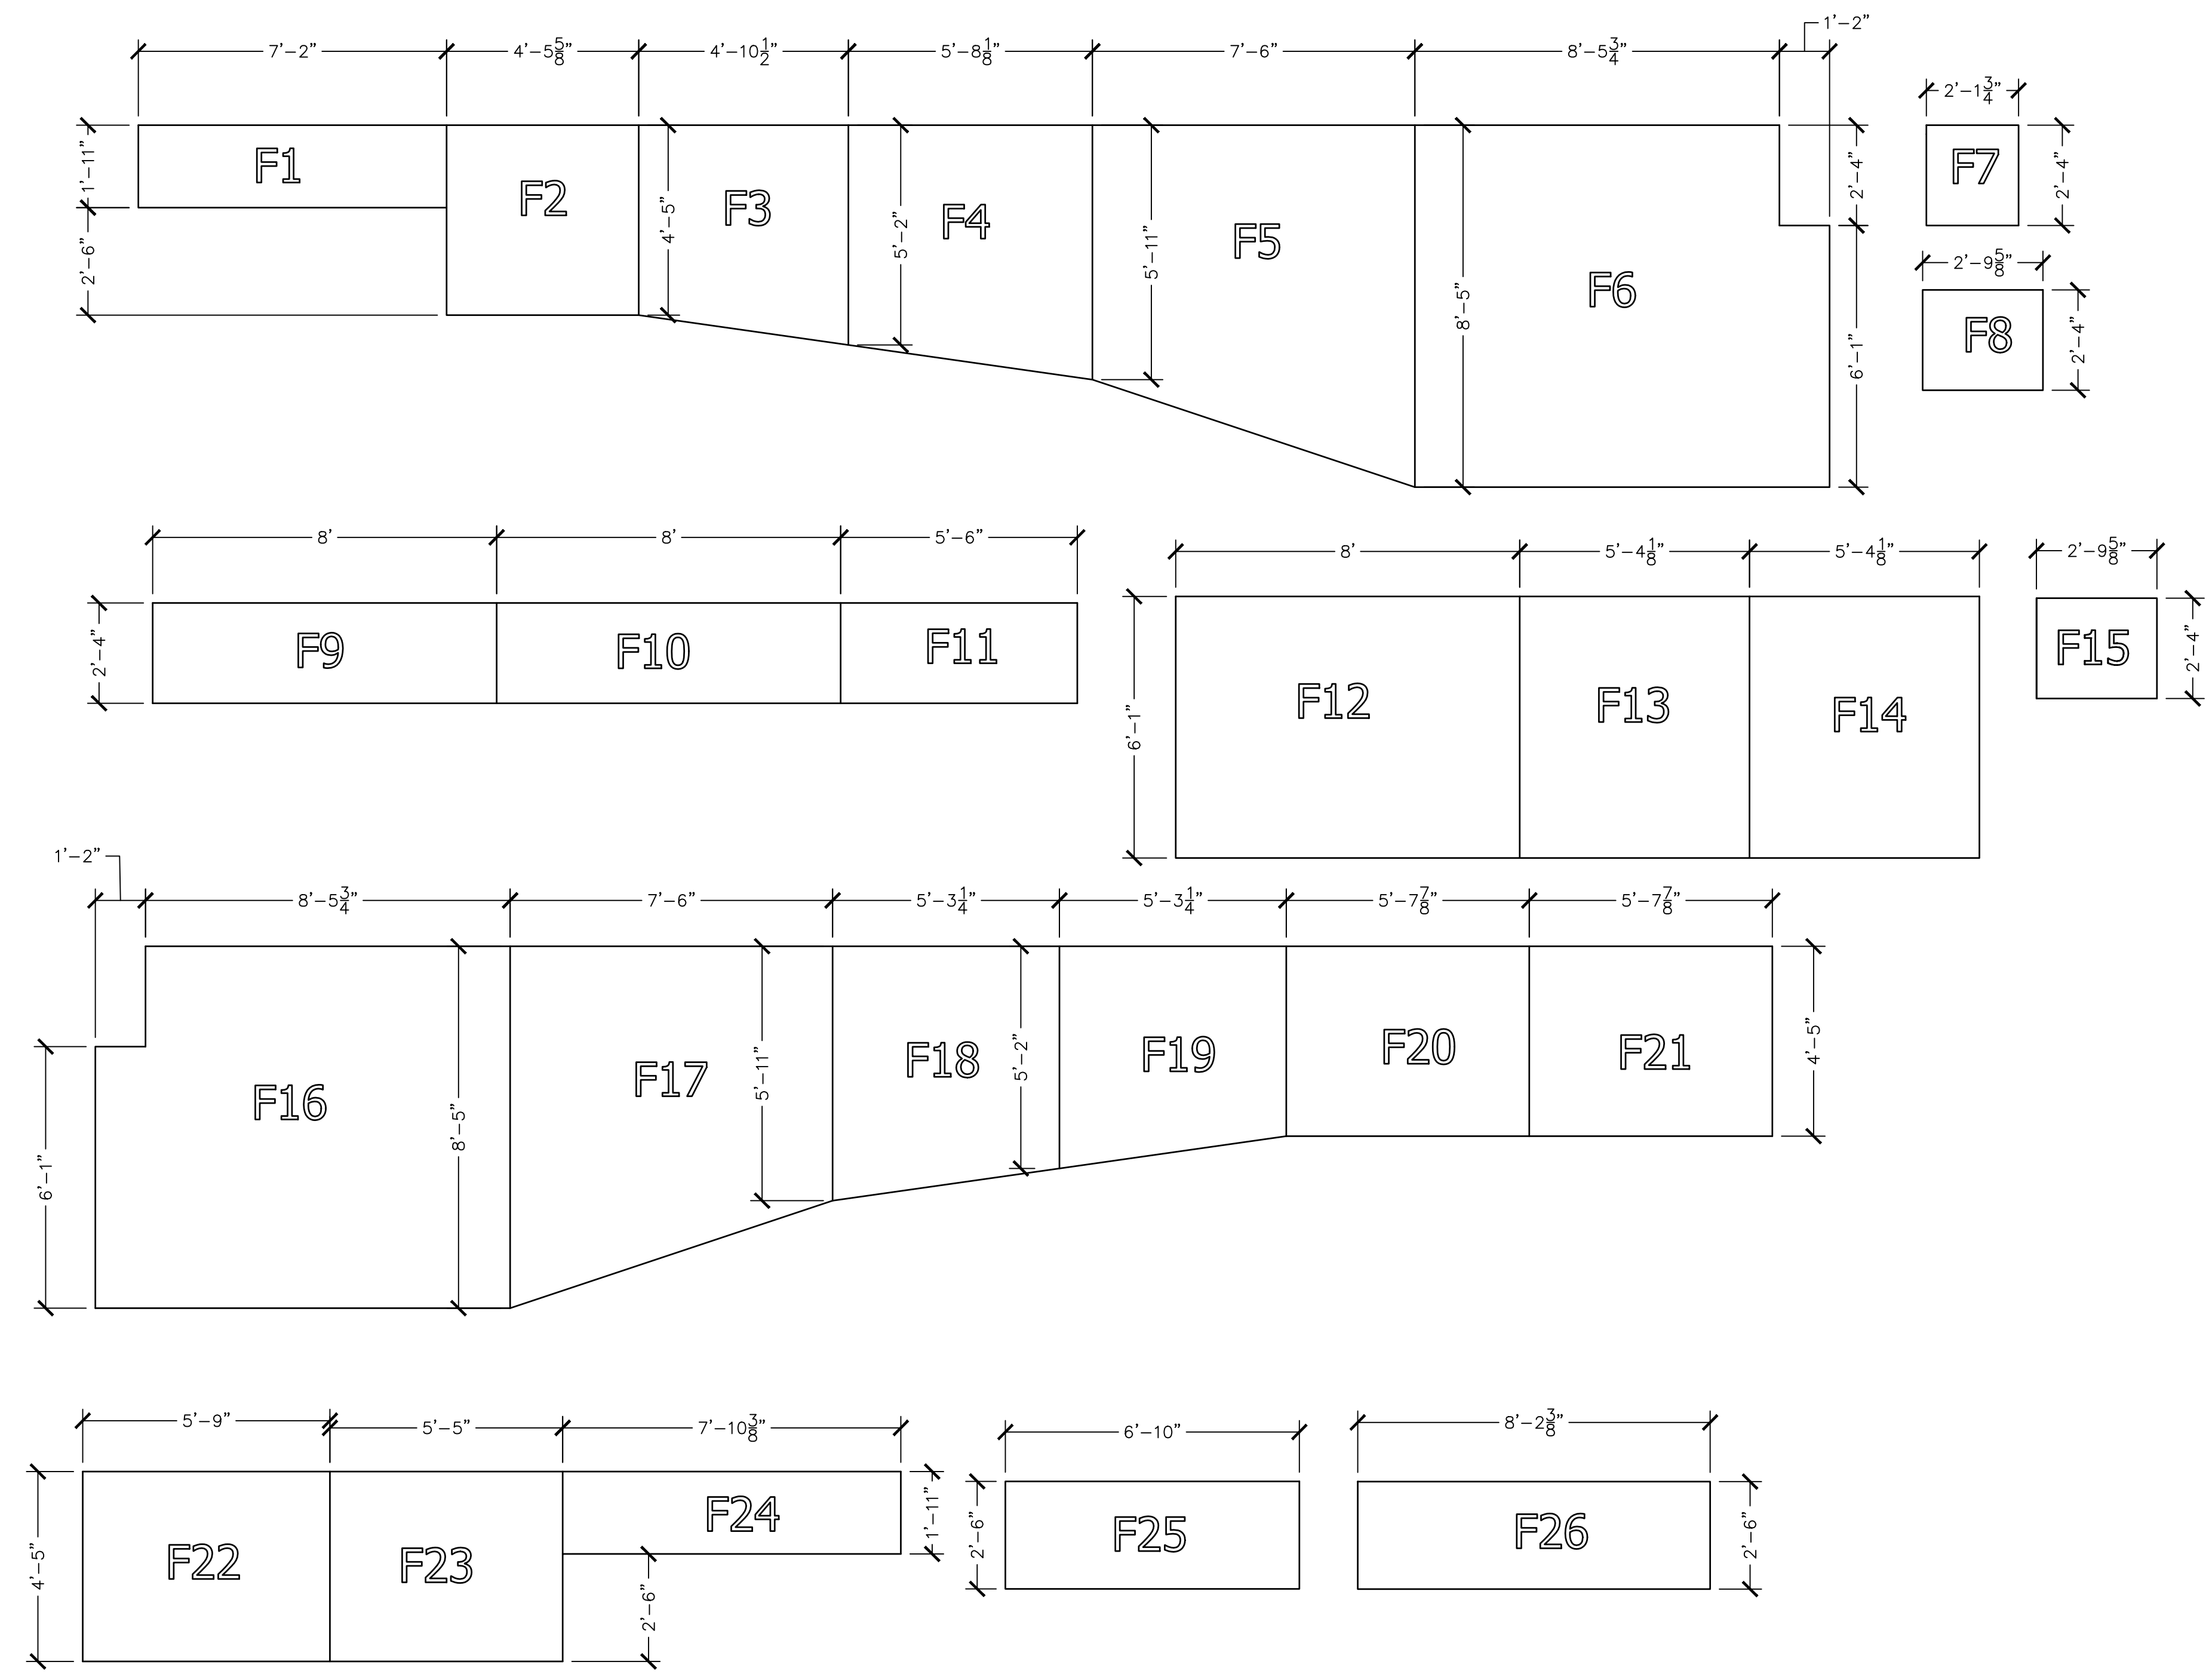 1'-2"
7'-2" 4'-5 5/8" 4'-10 1/2" 5'-8 1/8" 7'-6" 8'-5 3/4"
2'-1 3/4"
1'-11" F1 F2 F3 F4 F5 F6 2'-4" F7 2'-4"
2'-6" 4'-5" 5'-2" 5'-11" 8'-5" 6'-1"
2'-9 5/8"
F8 2'-4"
8' 8' 5'-6"
8' 5'-4 1/8" 5'-4 1/8" 2'-9 5/8"
2'-4" F9 F10 F11
6'-1" F12 F13 F14 F15 2'-4"
1'-2"
8'-5 3/4" 7'-6" 5'-3 1/4" 5'-3 1/4" 5'-7 7/8" 5'-7 7/8"
6'-1" F16 8'-5" F17 5'-11" F18 5'-2" F19 F20 F21 4'-5"
5'-9" 5'-5" 7'-10 3/8" 6'-10" 8'-2 3/8"
4'-5" F22 F23 F24 1'-11" 2'-6" F25 F26 2'-6"
2'-6"